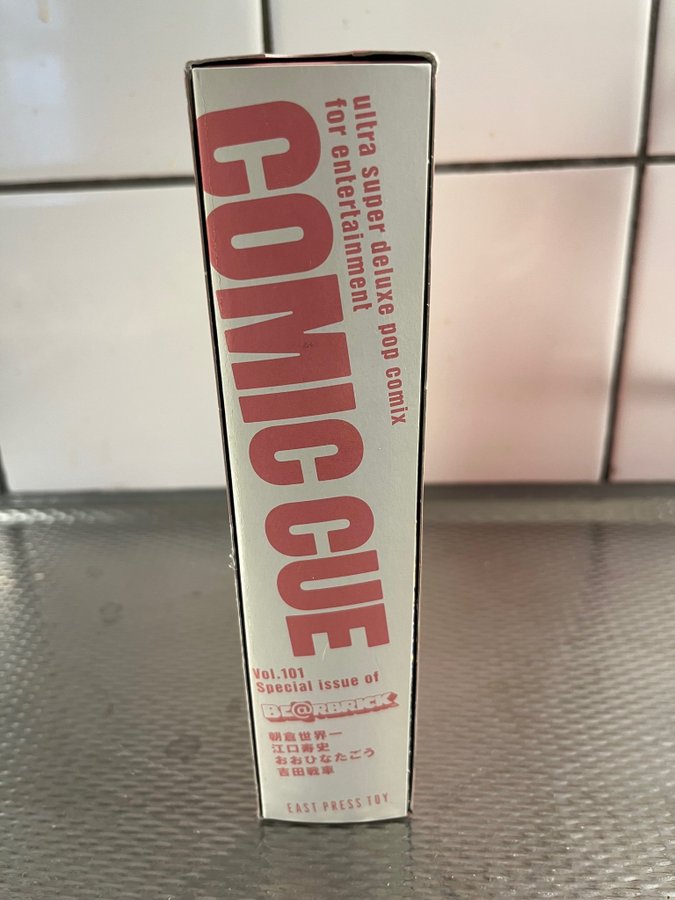 ultra super deluxe pop comix
for entertainment
COMIC CUE
Vol.101
Special issue of
BE@RBRICK
朝倉世界一
江口寿史
おおひなたごう
吉田戦車
EAST PRESS TOY